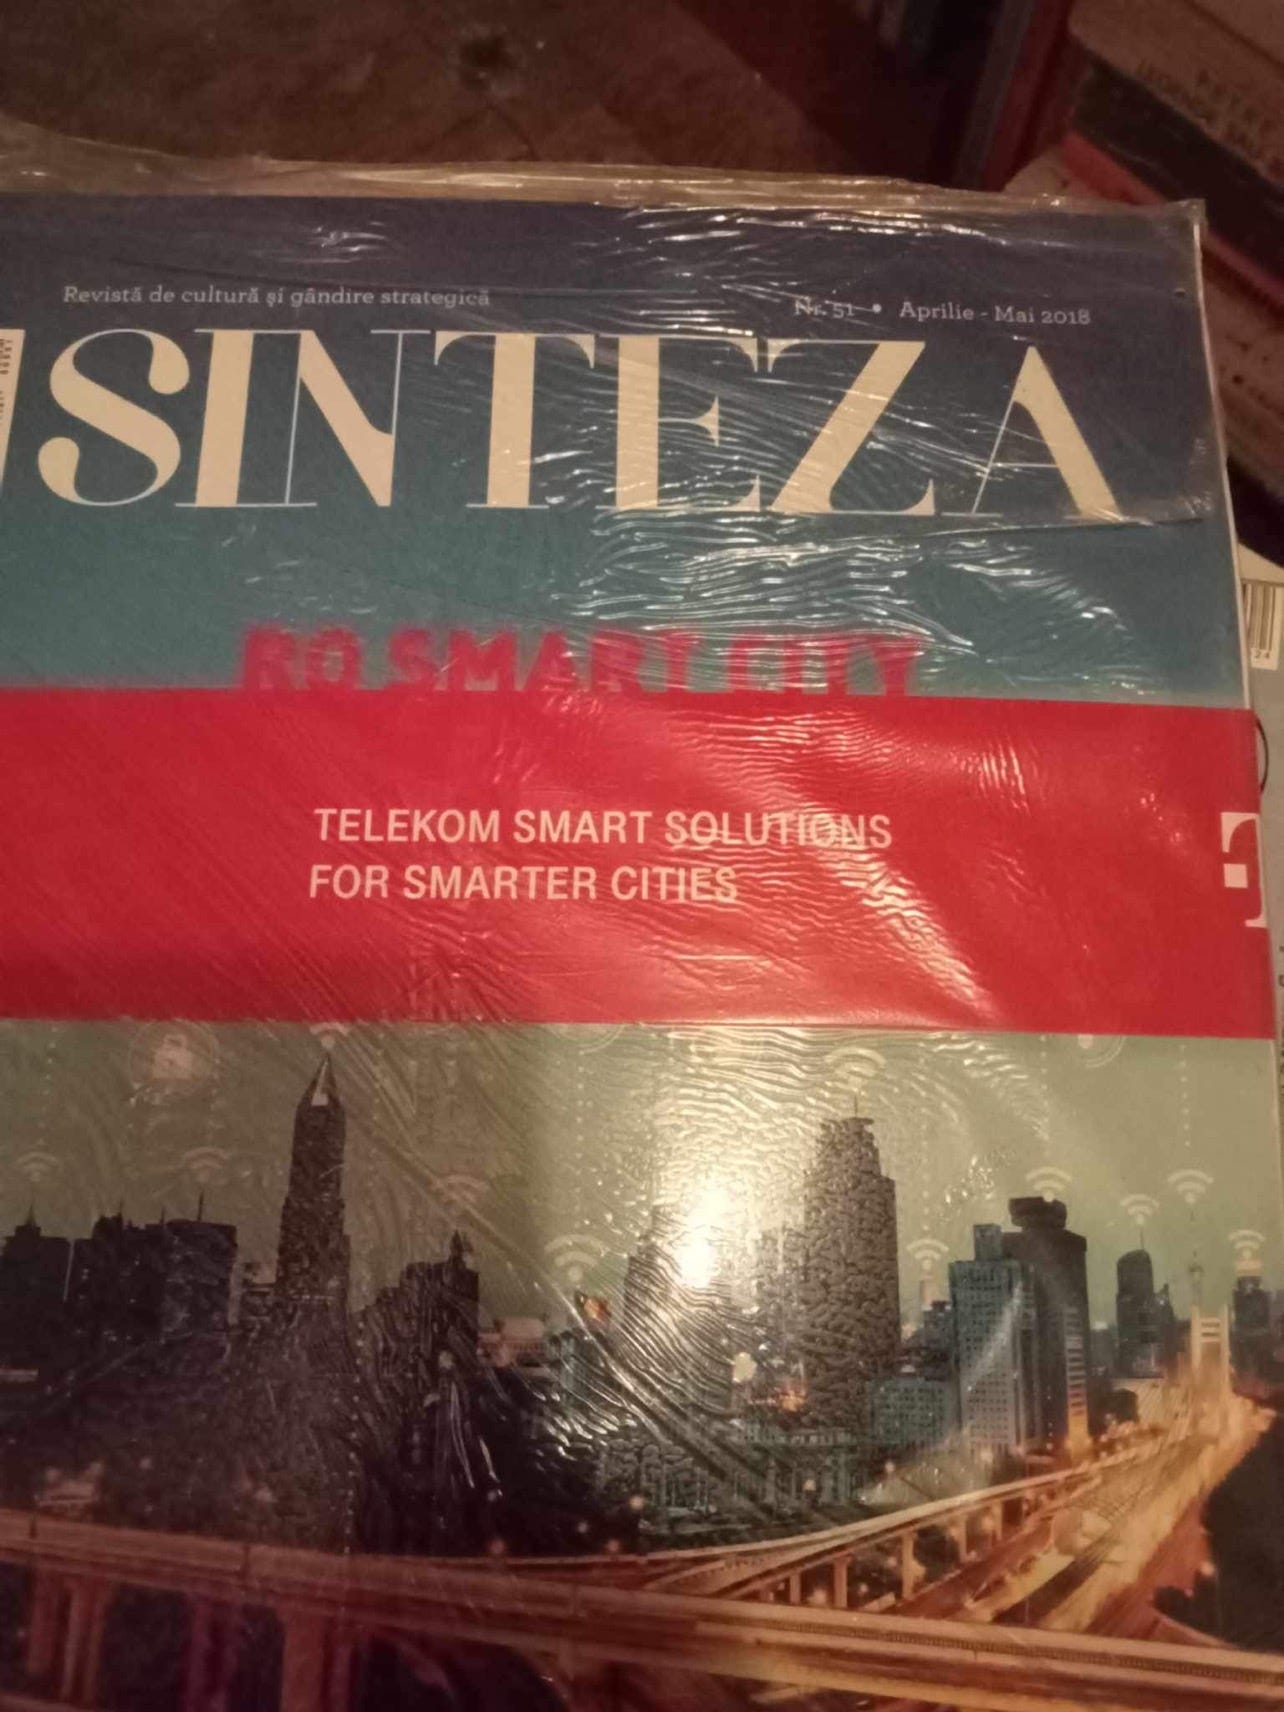 Revistă de cultură și gândire strategică
Nr. 51 • Aprilie - Mai 2018
SINTEZA
RO SMART CITY
TELEKOM SMART SOLUTIONS
FOR SMARTER CITIES
T
24